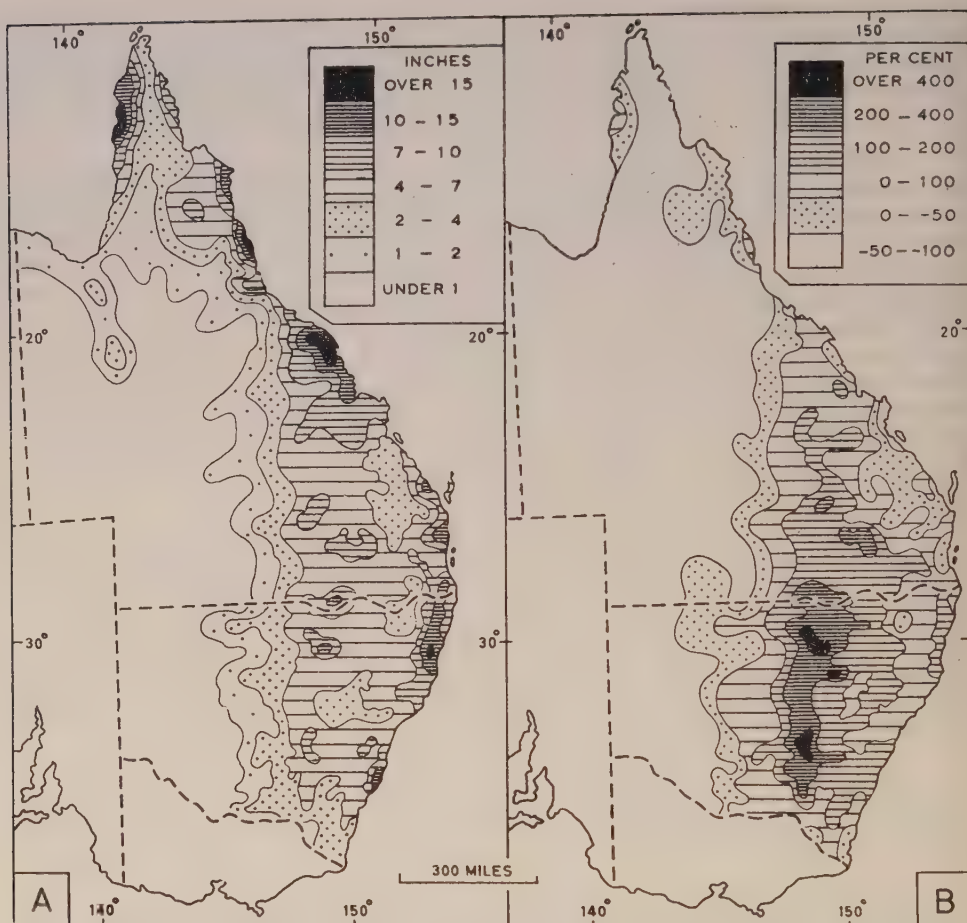 140°
150°
INCHES
OVER 15
10 – 15
7 – 10
4 – 7
2 – 4
1 – 2
UNDER 1
20°
30°
A
140°
150°
300 MILES
140°
150°
PER CENT
OVER 400
200 – 400
100 – 200
0 – 100
0 – -50
-50 – -100
20°
30°
140°
150°
B